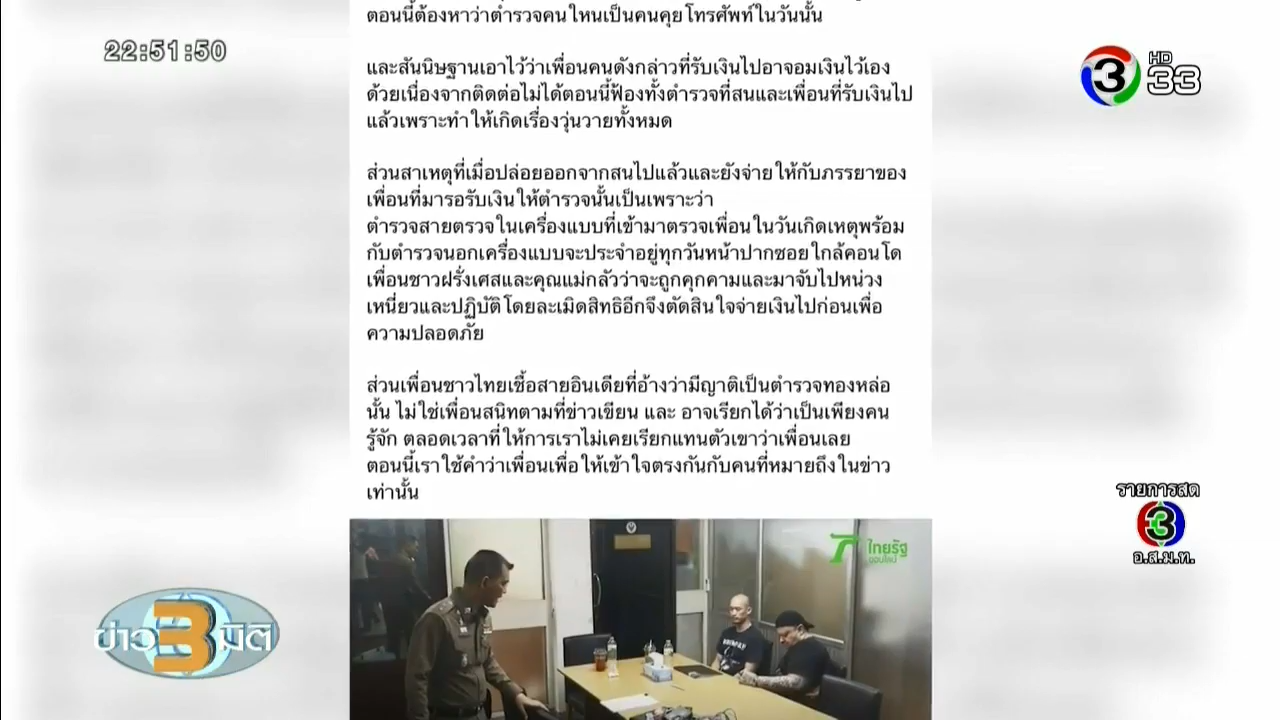 22:51:50
ตอนนี้ต้องหาว่าตำรวจคนไหนเป็นคนคุยโทรศัพท์ในวันนั้น
3 HD 33
และสันนิษฐานเอาไว้ว่าเพื่อนคนดังกล่าวที่รับเงินไปอาจอมเงินไว้เอง
ด้วยเนื่องจากติดต่อไม่ได้ตอนนี้ฟ้องทั้งตำรวจที่สนและเพื่อนที่รับเงินไป
แล้วเพราะทำให้เกิดเรื่องวุ่นวายทั้งหมด
ส่วนสาเหตุที่เมื่อปล่อยออกจากสนไปแล้วและยังจ่ายให้กับภรรยาของ
เพื่อนที่มารอรับเงินให้ตำรวจนั้นเป็นเพราะว่า
ตำรวจสายตรวจในเครื่องแบบที่เข้ามาตรวจเพื่อนในวันเกิดเหตุพร้อม
กับตำรวจนอกเครื่องแบบจะประจำอยู่ทุกวันหน้าปากซอยใกล้คอนโด
เพื่อนชาวฝรั่งเศสและคุณแม่กลัวว่าจะถูกคุกคามและมาจับไปหน่วง
เหนี่ยวและปฏิบัติโดยละเมิดสิทธิอีกจึงตัดสินใจจ่ายเงินไปก่อนเพื่อ
ความปลอดภัย
ส่วนเพื่อนชาวไทยเชื้อสายอินเดียที่อ้างว่ามีญาติเป็นตำรวจทองหล่อ
นั้น ไม่ใช่เพื่อนสนิทตามที่ข่าวเขียน และ อาจเรียกได้ว่าเป็นเพียงคน
รู้จัก ตลอดเวลาที่ให้การเราไม่เคยเรียกแทนตัวเขาว่าเพื่อนเลย
ตอนนี้เราใช้คำว่าเพื่อนเพื่อให้เข้าใจตรงกันกับคนที่หมายถึงในข่าว
เท่านั้น
รายการสด
3
อ.ส.ม.ท.
ไทยรัฐ
ออนไลน์
ข่าว 3 มิติ